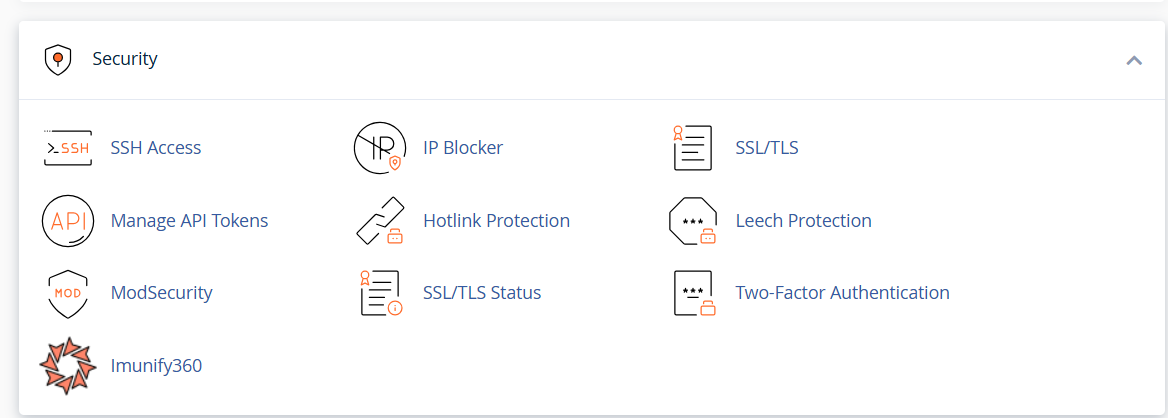 Security
SSH
SSH Access
IP
IP Blocker
SSL/TLS
API
Manage API Tokens
Hotlink Protection
***
Leech Protection
MOD
ModSecurity
SSL/TLS Status
***
Two-Factor Authentication
Imunify360